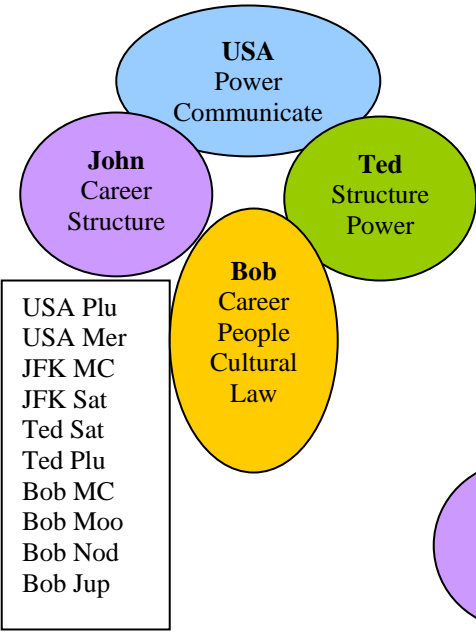 USA
Power
Communicate
John
Career
Structure
Ted
Structure
Power
Bob
Career
People
Cultural
Law
USA Plu
USA Mer
JFK MC
JFK Sat
Ted Sat
Ted Plu
Bob MC
Bob Moo
Bob Nod
Bob Jup